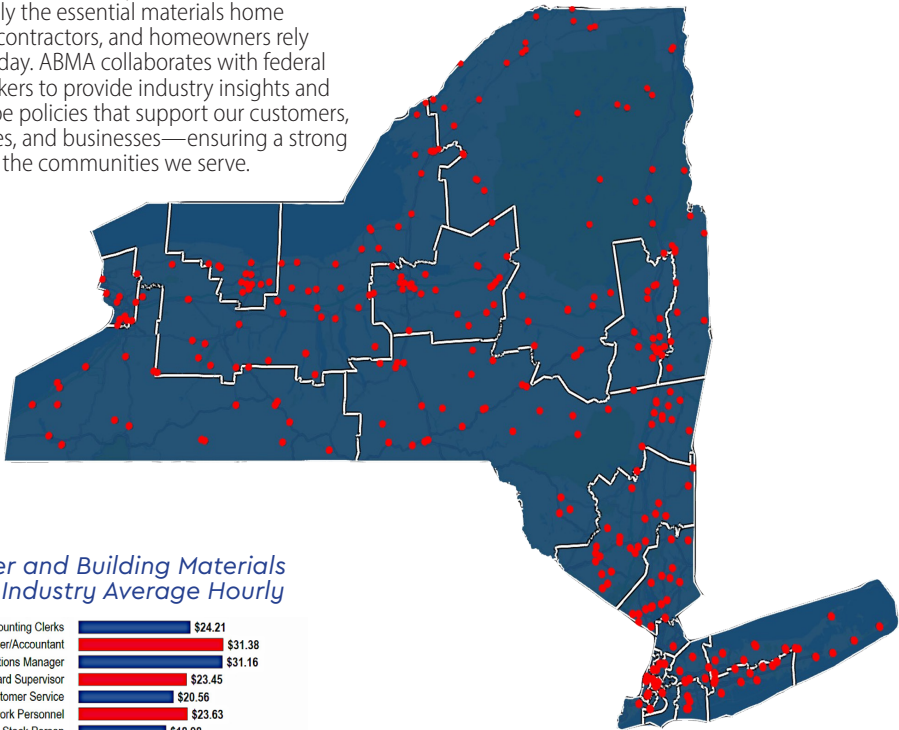 ly the essential materials home
contractors, and homeowners rely
day. ABMA collaborates with federal
kers to provide industry insights and
be policies that support our customers,
es, and businesses—ensuring a strong
the communities we serve.
er and Building Materials
Industry Average Hourly
ounting Clerks $24.21
er/Accountant $31.38
tions Manager $31.16
ard Supervisor $23.45
tomer Service $20.56
ork Personnel $23.63